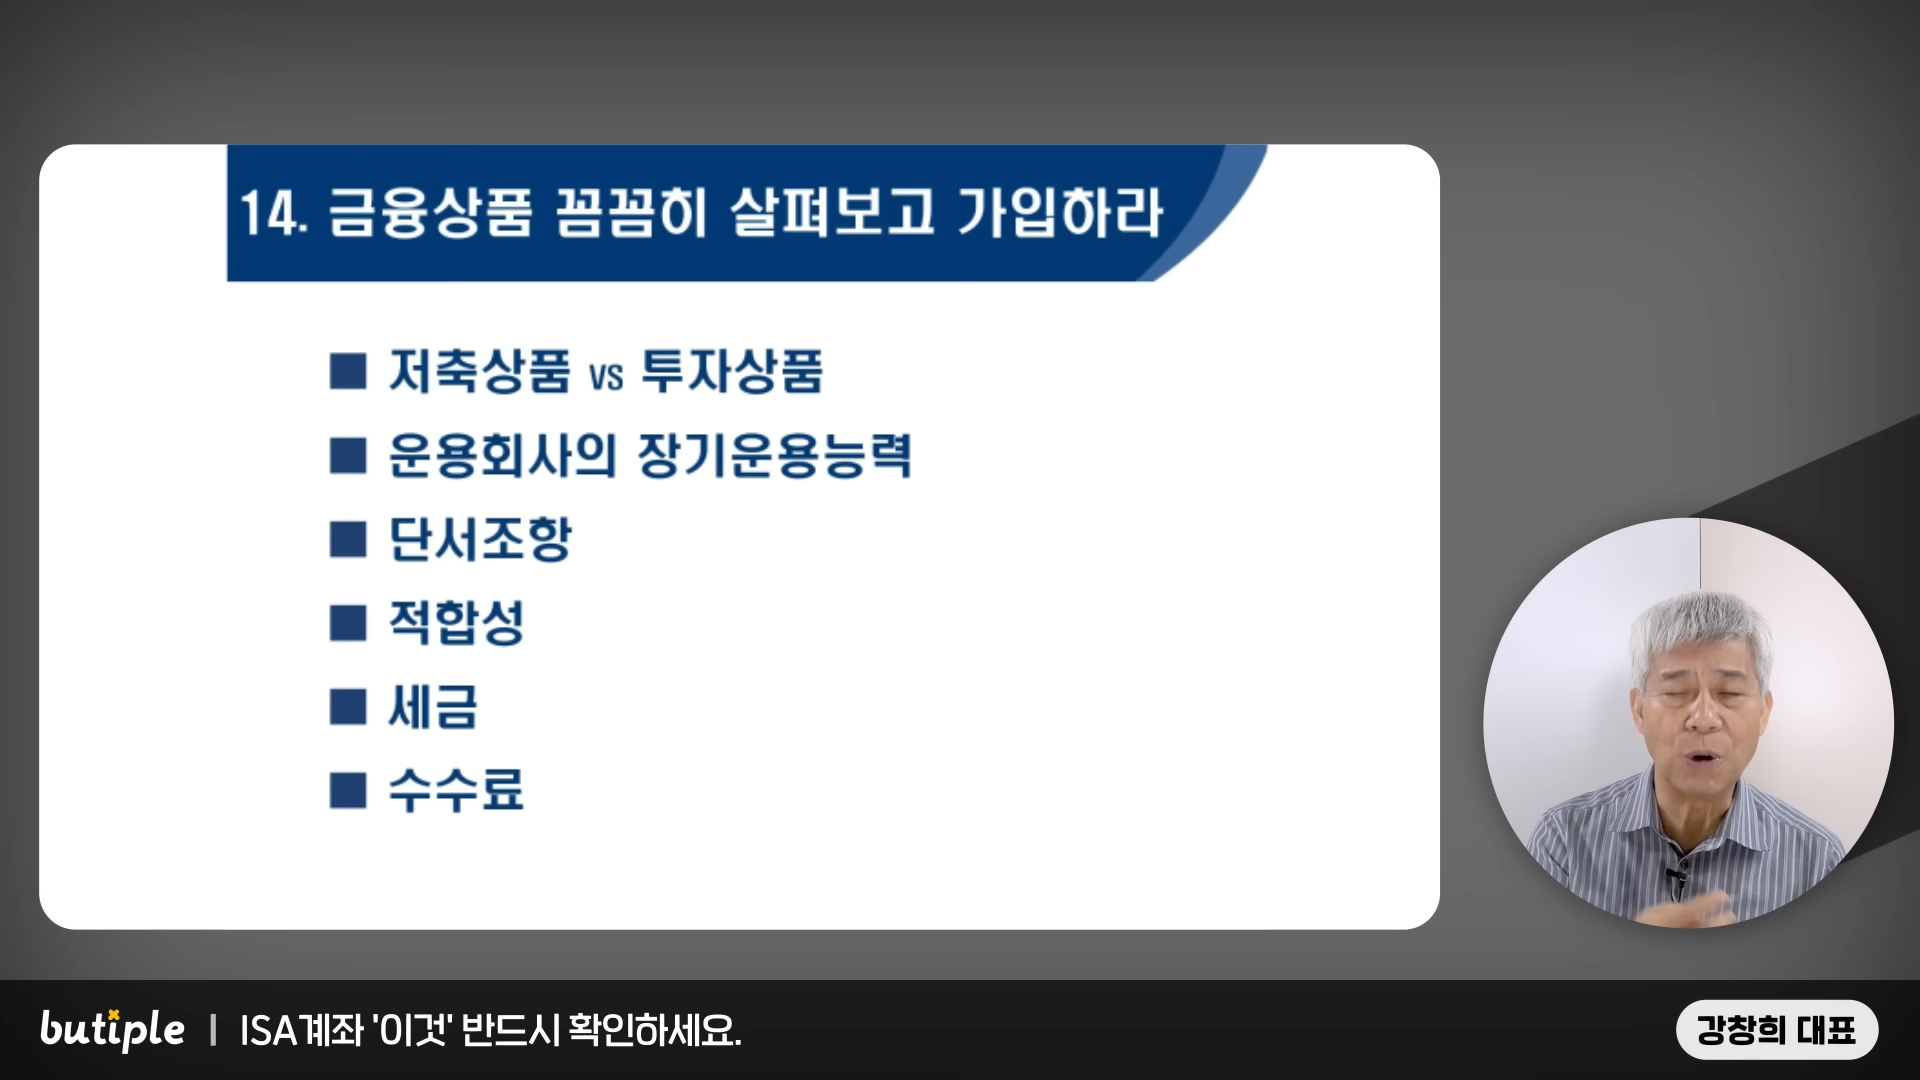 14. 금융상품 꼼꼼히 살펴보고 가입하라
저축상품 vs 투자상품
운용회사의 장기운용능력
단서조항
적합성
세금
수수료
butiple | ISA계좌 '이것' 반드시 확인하세요.
강창희 대표